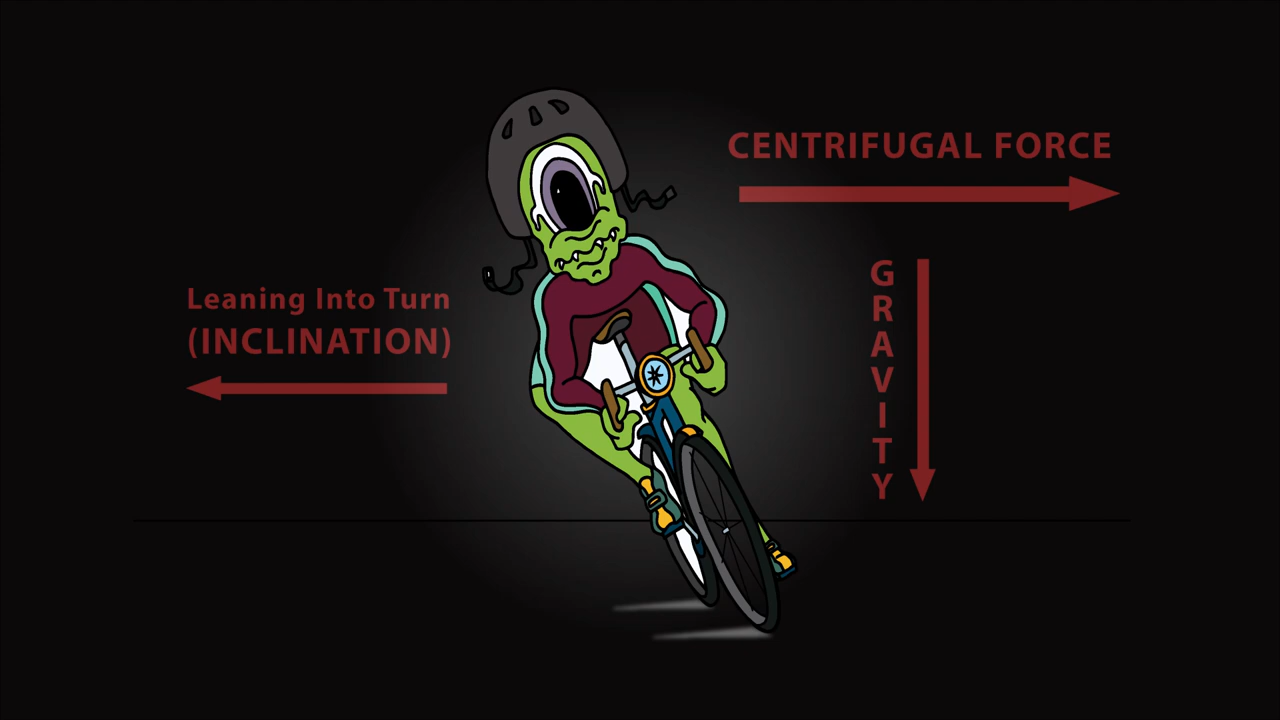 CENTRIFUGAL FORCE
Leaning Into Turn
(INCLINATION)
GRAVITY